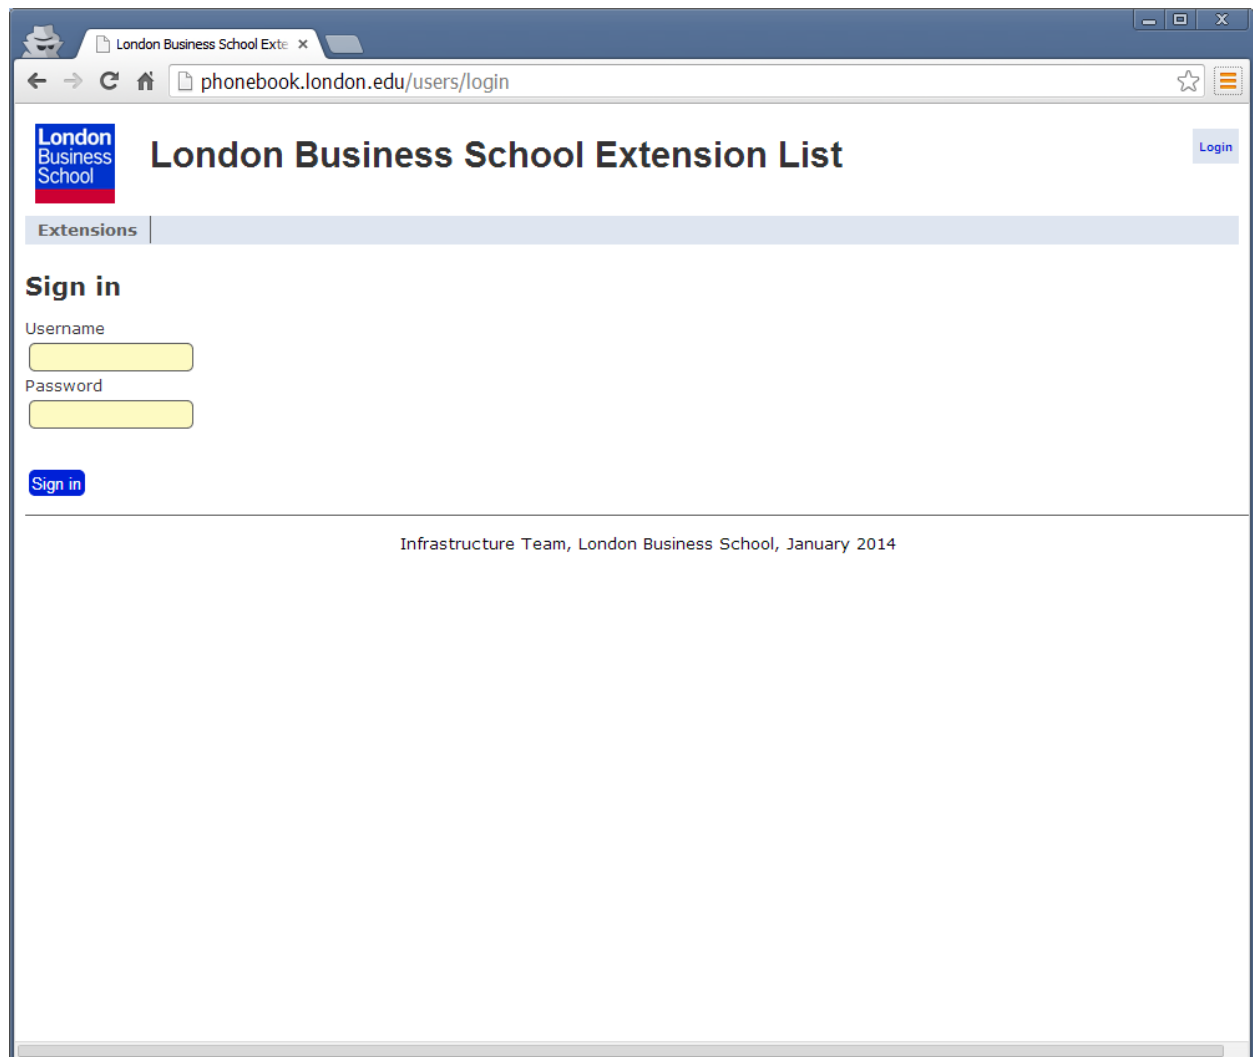 London Business School Exte
phonebook.london.edu/users/login
London
Business
School
London Business School Extension List
Login
Extensions
Sign in
Username
Password
Sign in
Infrastructure Team, London Business School, January 2014